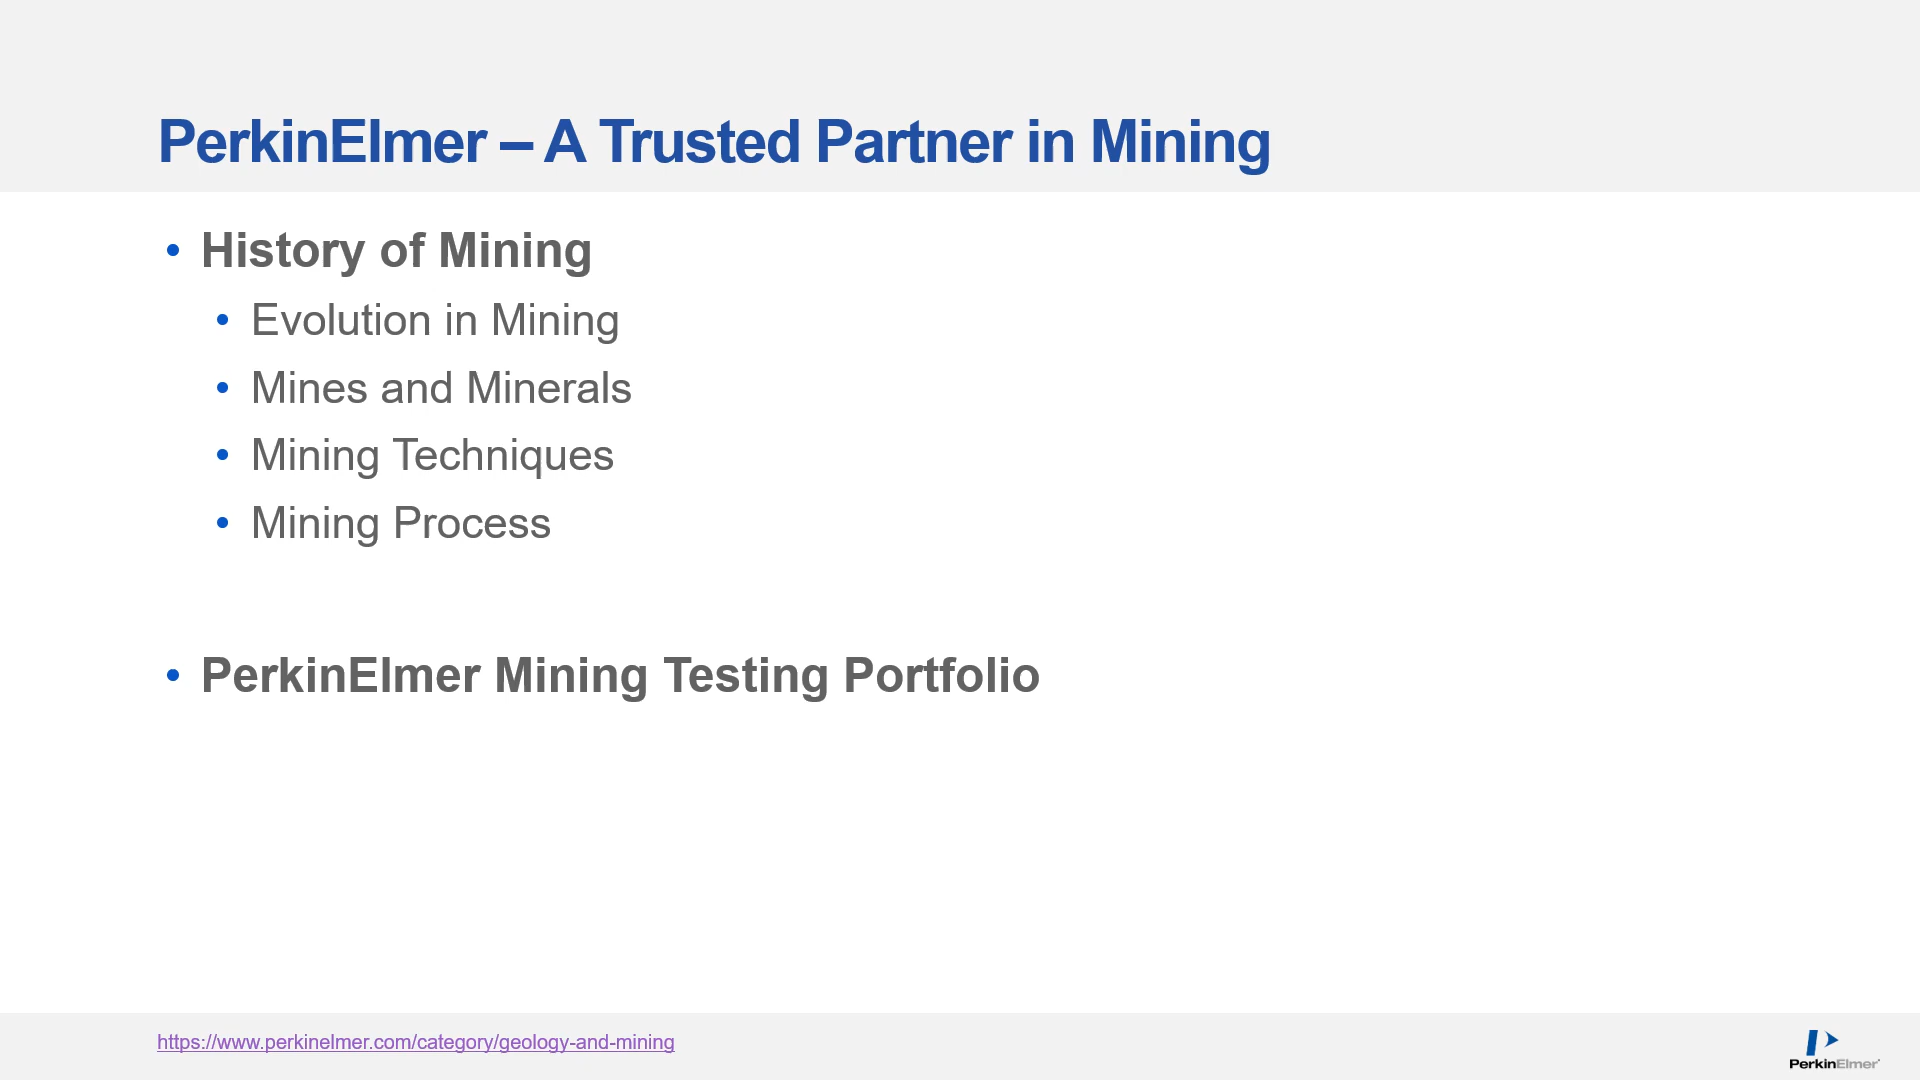 PerkinElmer – A Trusted Partner in Mining
• History of Mining
• Evolution in Mining
• Mines and Minerals
• Mining Techniques
• Mining Process
• PerkinElmer Mining Testing Portfolio
https://www.perkinelmer.com/category/geology-and-mining
PerkinElmer